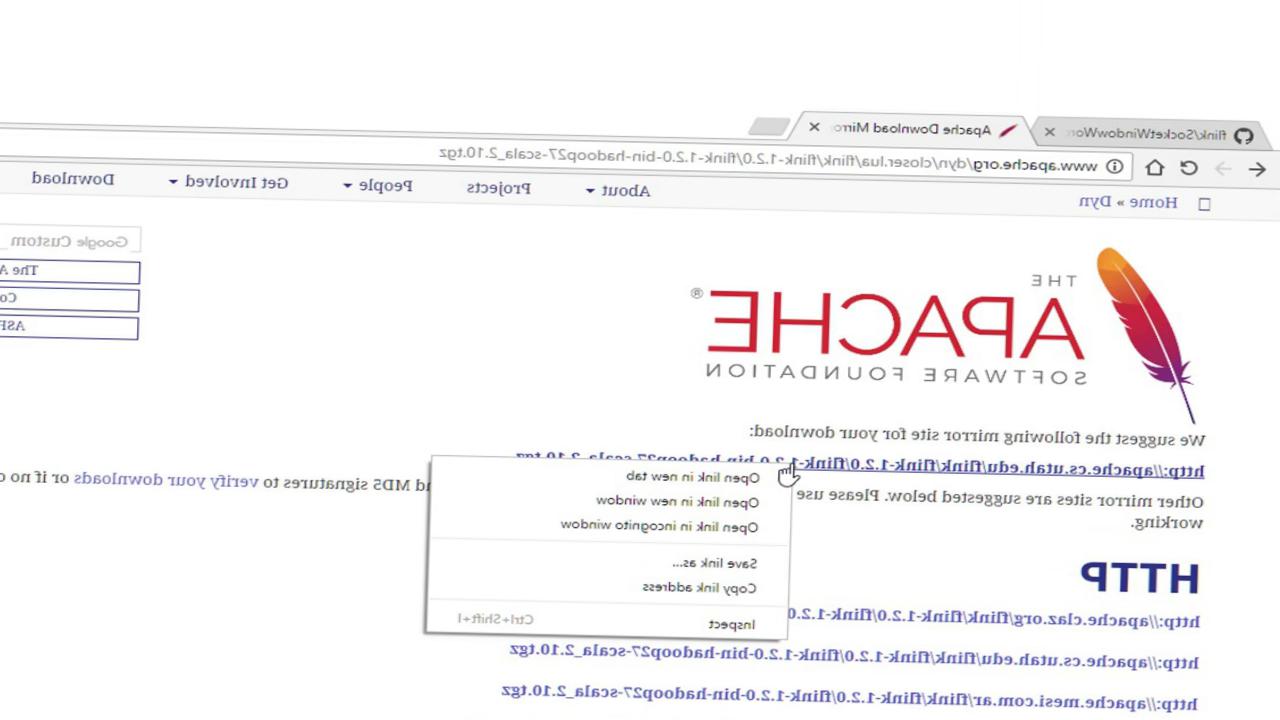 flink/SocketWindowWor
Apache Download Mirro
www.apache.org/dyn/closer.lua/flink/flink-1.2.0/flink-1.2.0-bin-hadoop27-scala_2.10.tgz
Home » Dyn
About
Projects
People
Get Involved
Download
Google Custom
The A
Co
ASF
THE
APACHE®
SOFTWARE FOUNDATION
We suggest the following mirror site for your download:
http://apache.cs.utah.edu/flink/flink-1.2.0/flink-1.2.0-bin-hadoop27-scala_2.10.tgz
Other mirror sites are suggested below. Please use nd MD5 signatures to verify your downloads or if no o
working.
Open link in new tab
Open link in new window
Open link in incognito window
Save link as...
Copy link address
Inspect Ctrl+Shift+I
HTTP
http://apache.claz.org/flink/flink-1.2.0/flink-1.2.0
http://apache.cs.utah.edu/flink/flink-1.2.0/flink-1.2.0-bin-hadoop27-scala_2.10.tgz
http://apache.mesi.com.ar/flink/flink-1.2.0/flink-1.2.0-bin-hadoop27-scala_2.10.tgz